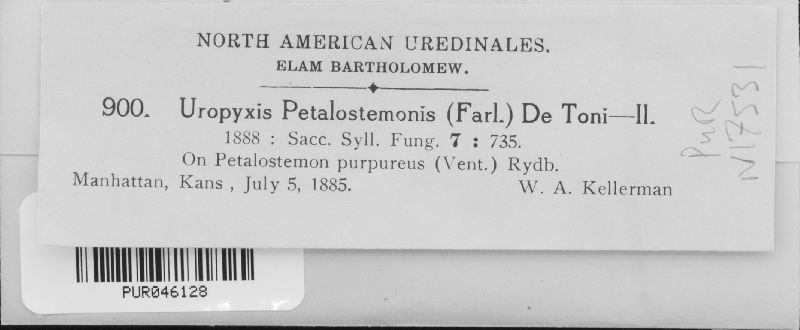 NORTH AMERICAN UREDINALES.
ELAM BARTHOLOMEW.
900. Uropyxis Petalostemonis (Farl.) De Toni—II.
1888 : Sacc. Syll. Fung. 7 : 735.
On Petalostemon purpureus (Vent.) Rydb.
Manhattan, Kans , July 5, 1885. W. A. Kellerman
PUR
N17531
PUR046128